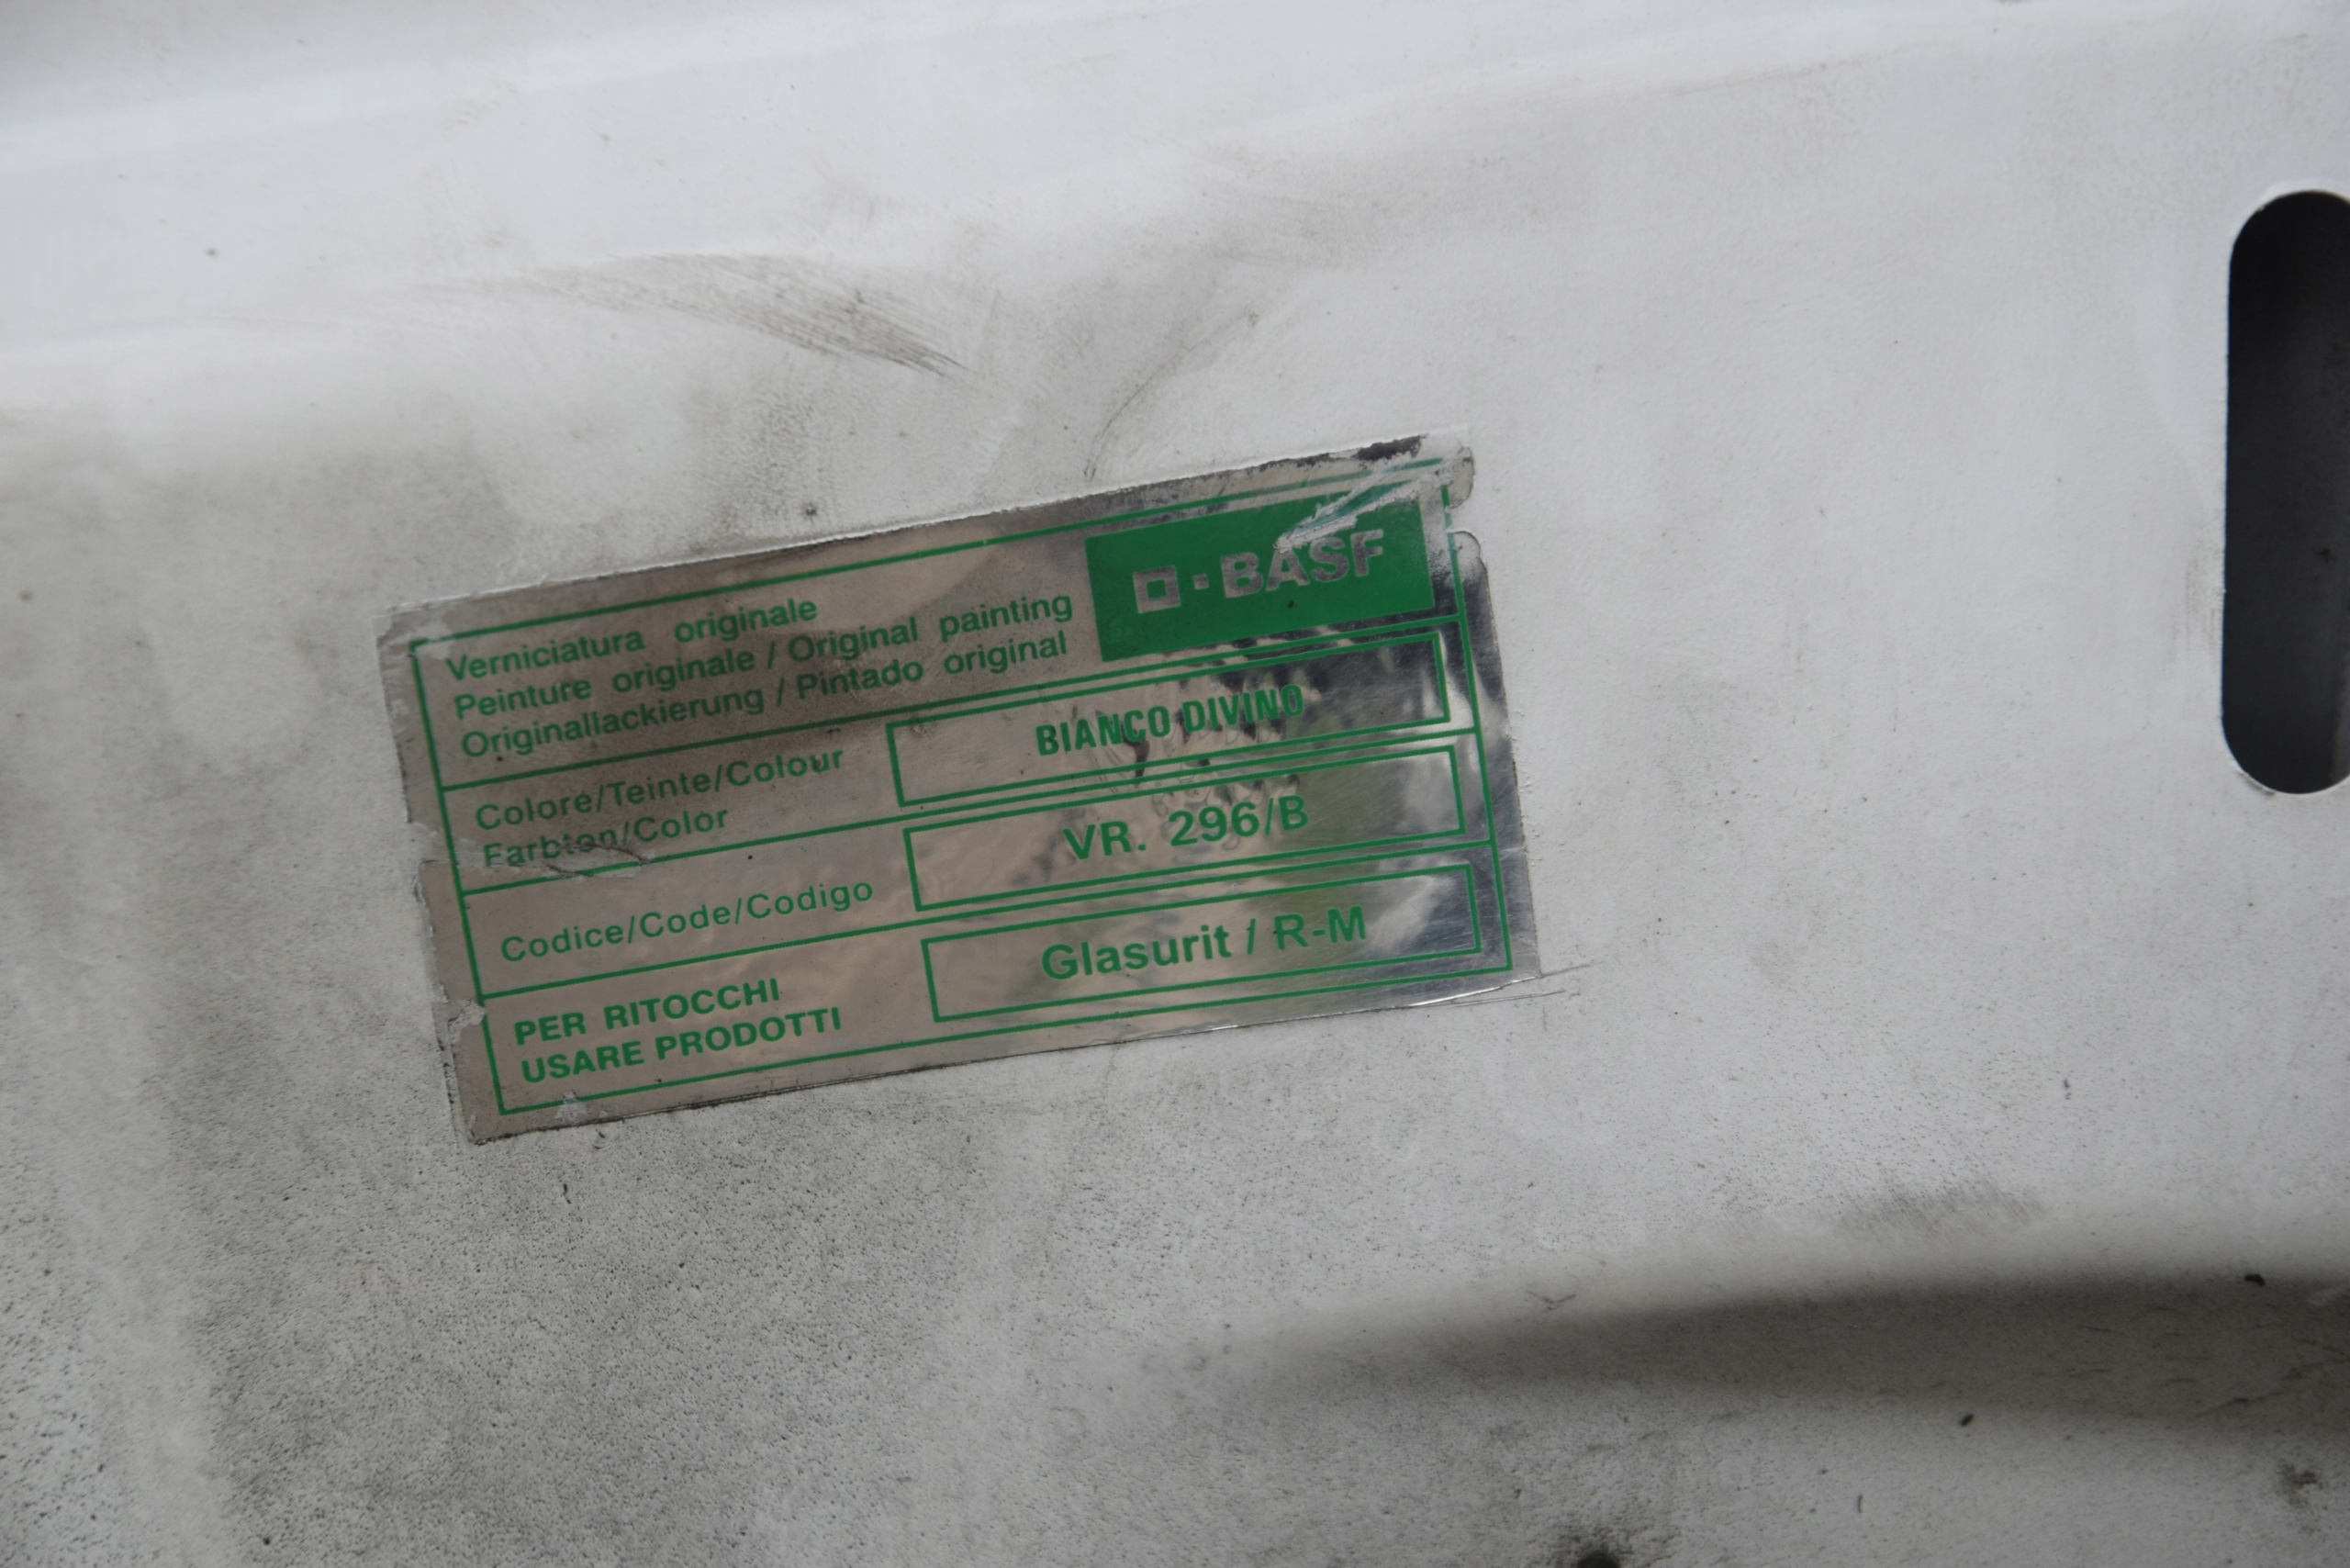 Verniciatura originale
Peinture originale / Original painting
Originallackierung / Pintado original
BASF
Colore/Teinte/Colour
Farbton/Color
BIANCO DIVINO
Codice/Code/Codigo
VR. 296/B
PER RITOCCHI
USARE PRODOTTI
Glasurit / R-M